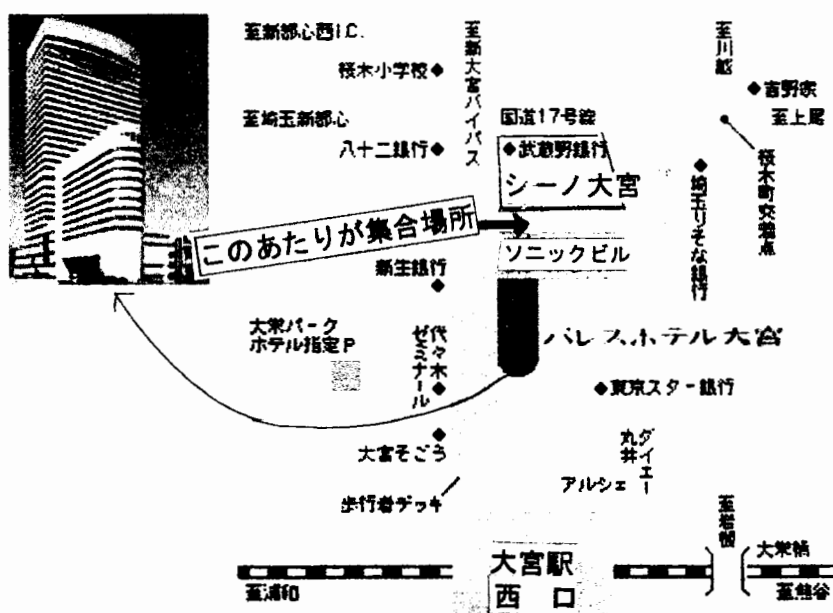 至新都心西I.C.
至新大宮バイパス
至川越
桜木小学校
吉野家
至埼玉新都心
国道17号線
至上尾
八十二銀行
武蔵野銀行
シーノ大宮
桜木町交差点
埼玉りそな銀行
このあたりが集合場所
ソニックビル
新生銀行
大栄パーク
ホテル指定P
代々木
ゼミナール
パレスホテル大宮
東京スター銀行
大宮そごう
丸井
ダイエー
アルシェ
歩行者デッキ
至岩槻
大栄橋
大宮駅
西 口
至浦和
至熊谷